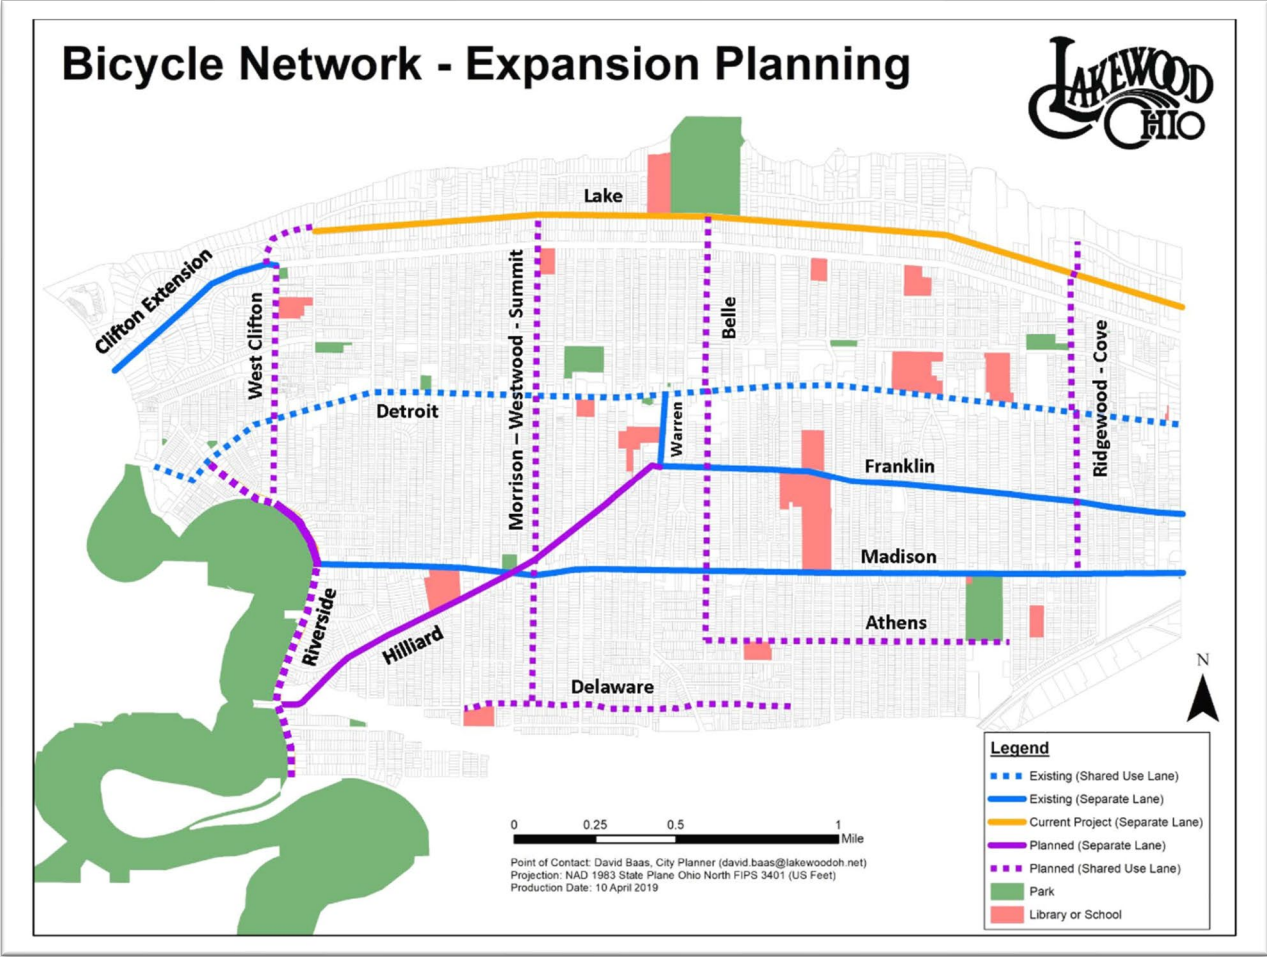 Bicycle Network - Expansion Planning
LAKEWOOD
OHIO
Lake
Clifton Extension
West Clifton
Morrison – Westwood - Summit
Belle
Ridgewood - Cove
Detroit
Warren
Franklin
Madison
Riverside
Hilliard
Athens
Delaware
N
Legend
Existing (Shared Use Lane)
Existing (Separate Lane)
Current Project (Separate Lane)
Planned (Separate Lane)
Planned (Shared Use Lane)
Park
Library or School
0 0.25 0.5 1
Mile
Point of Contact: David Baas, City Planner (david.baas@lakewoodoh.net)
Projection: NAD 1983 State Plane Ohio North FIPS 3401 (US Feet)
Production Date: 10 April 2019